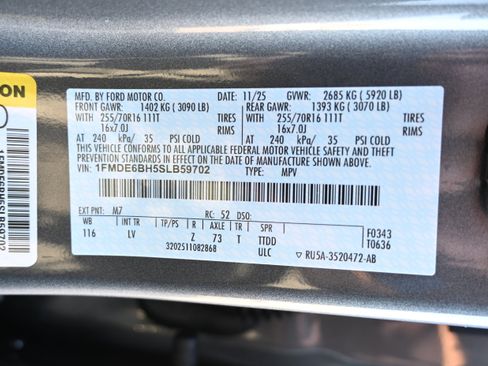 ION
1FMDE6BH5SLB59702
MFD. BY FORD MOTOR CO. 11/25 GVWR: 2685 KG ( 5920 LB)
FRONT GAWR: 1402 KG ( 3090 LB) REAR GAWR: 1393 KG ( 3070 LB)
WITH 255/70R16 111T TIRES WITH 255/70R16 111T TIRES
16x7.0J RIMS 16x7.0J RIMS
AT 240 kPa/ 35 PSI COLD AT 240 kPa/ 35 PSI COLD
THIS VEHICLE CONFORMS TO ALL APPLICABLE FEDERAL MOTOR VEHICLE SAFETY AND
THEFT PREVENTION STANDARDS IN EFFECT ON THE DATE OF MANUFACTURE SHOWN ABOVE.
VIN: 1FMDE6BH5SLB59702 TYPE: MPV
EXT PNT: M7 RC: 52 DSO:
WB INT TR TP/PS R AXLE TR SPR F0343
116 LV Z 73 T TTDD T0636
3202511082868 ULC ▽ RU5A-3520472-AB